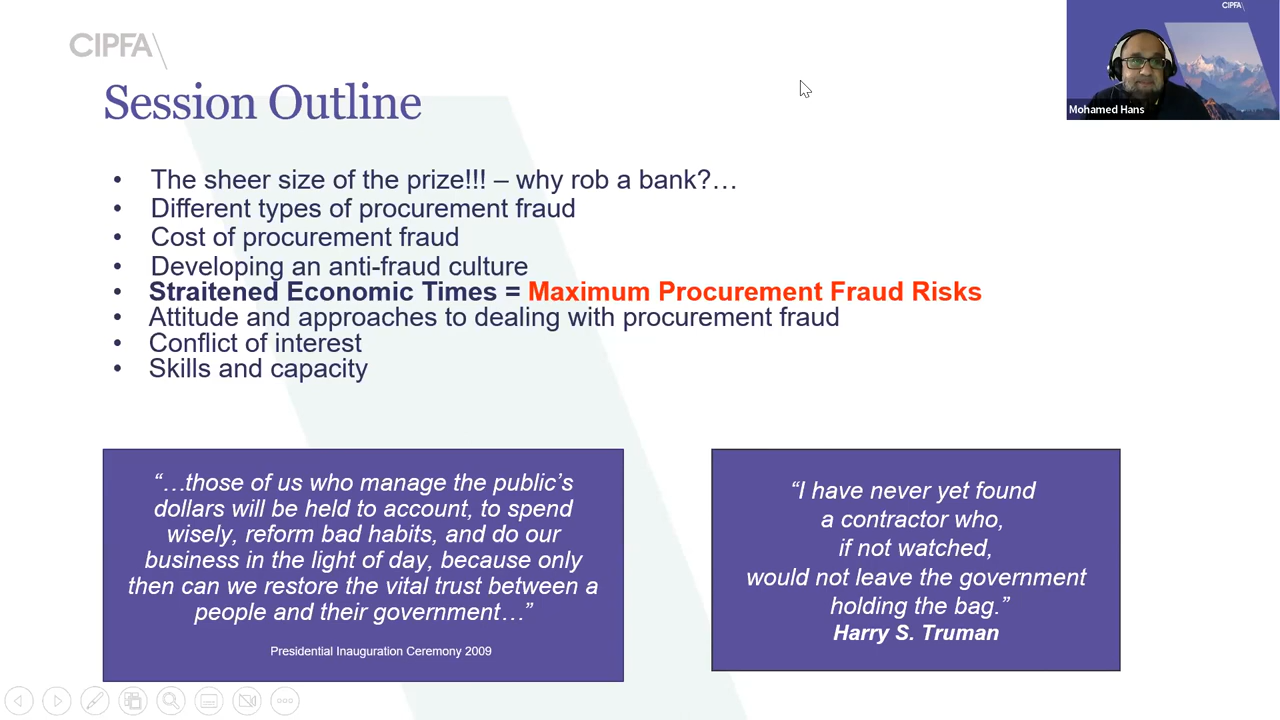 CIPFA
CIPFA
Mohamed Hans
Session Outline
• The sheer size of the prize!!! – why rob a bank?…
• Different types of procurement fraud
• Cost of procurement fraud
• Developing an anti-fraud culture
• Straitened Economic Times = Maximum Procurement Fraud Risks
• Attitude and approaches to dealing with procurement fraud
• Conflict of interest
• Skills and capacity
“…those of us who manage the public’s
dollars will be held to account, to spend
wisely, reform bad habits, and do our
business in the light of day, because only
then can we restore the vital trust between a
people and their government…”
Presidential Inauguration Ceremony 2009
“I have never yet found
a contractor who,
if not watched,
would not leave the government
holding the bag.”
Harry S. Truman